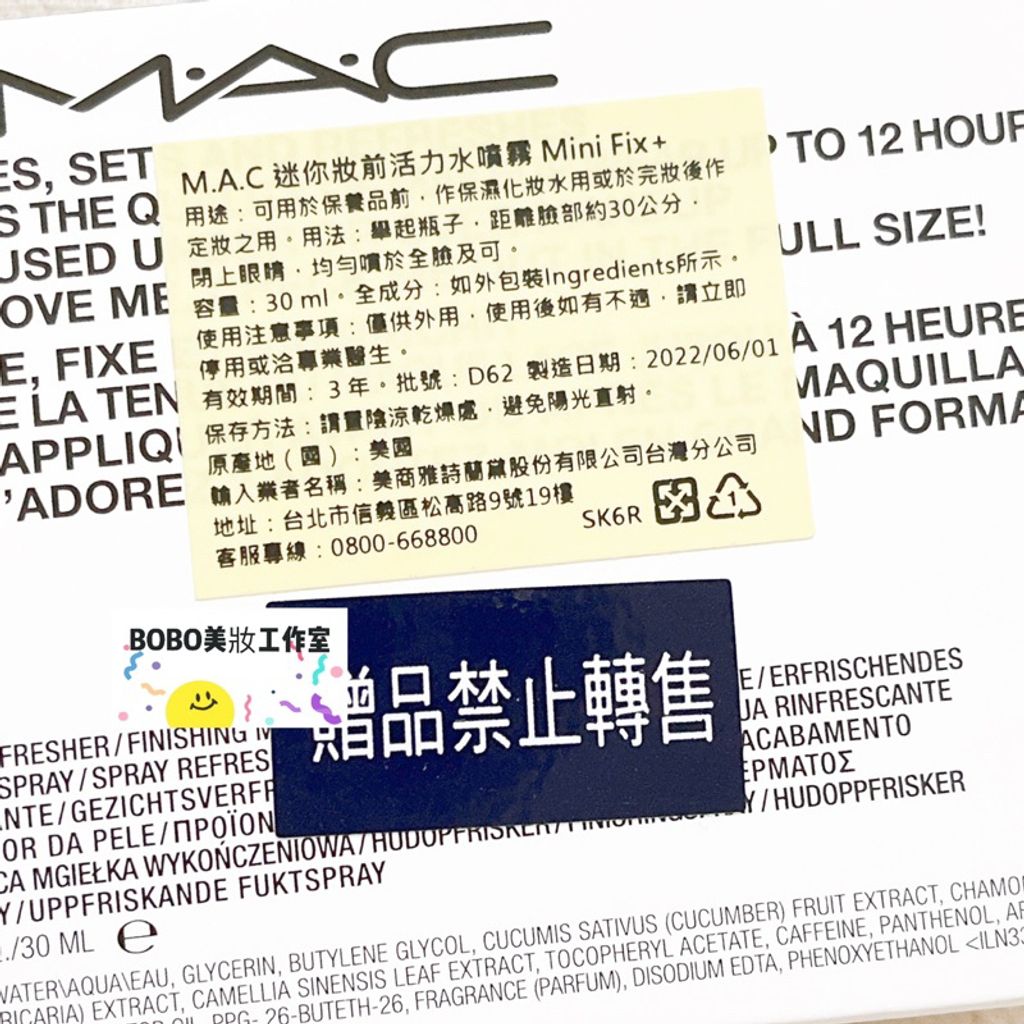 M·A·C
ES, SET
P TO 12 HOUR
S THE Q
USED U
ULL SIZE!
OVE ME
M.A.C 迷你妝前活力水噴霧 Mini Fix+
用途：可用於保養品前，作保濕化妝水用或於完妝後作
定妝之用。用法：舉起瓶子，距離臉部約30公分，
閉上眼睛，均勻噴於全臉及可。
容量：30 ml。全成分：如外包裝Ingredients所示。
使用注意事項：僅供外用，使用後如有不適，請立即
停用或洽專業醫生。
有效期間：3年。批號：D62 製造日期：2022/06/01
保存方法：請置陰涼乾燥處，避免陽光直射。
原產地（國）：美國
輸入業者名稱：美商雅詩蘭黛股份有限公司台灣分公司
地址：台北市信義區松高路9號19樓
客服專線：0800-668800
SK6R
1
E, FIXE
À 12 HEURE
E LA TEN
MAQUILLA
APPLIQU
ND FORMA
'ADORE
BOBO美妝工作室
贈品禁止轉售
FRESHER/FINISHING M
E/ERFRISCHENDES
SPRAY/SPRAY REFRES
UA RINFRESCANTE
ANTE/GEZICHTSVERFR
ACABAMENTO
OR DA PELE/ΠΡΟΪΟΝ
ΕΡΜΑΤΟΣ
CA MGIEŁKA WYKOŃCZENIOWA/HUDOPPFRISKER/FINISHINGSPRAY/HUDOPPFRISKER
Y/UPPFRISKANDE FUKTSPRAY
./30 ML ℮
WATER\AQUA\EAU, GLYCERIN, BUTYLENE GLYCOL, CUCUMIS SATIVUS (CUCUMBER) FRUIT EXTRACT, CHAMO
RICARIA) EXTRACT, CAMELLIA SINENSIS LEAF EXTRACT, TOCOPHERYL ACETATE, CAFFEINE, PANTHENOL, AR
OIL, PPG-26-BUTETH-26, FRAGRANCE (PARFUM), DISODIUM EDTA, PHENOXYETHANOL <ILN33